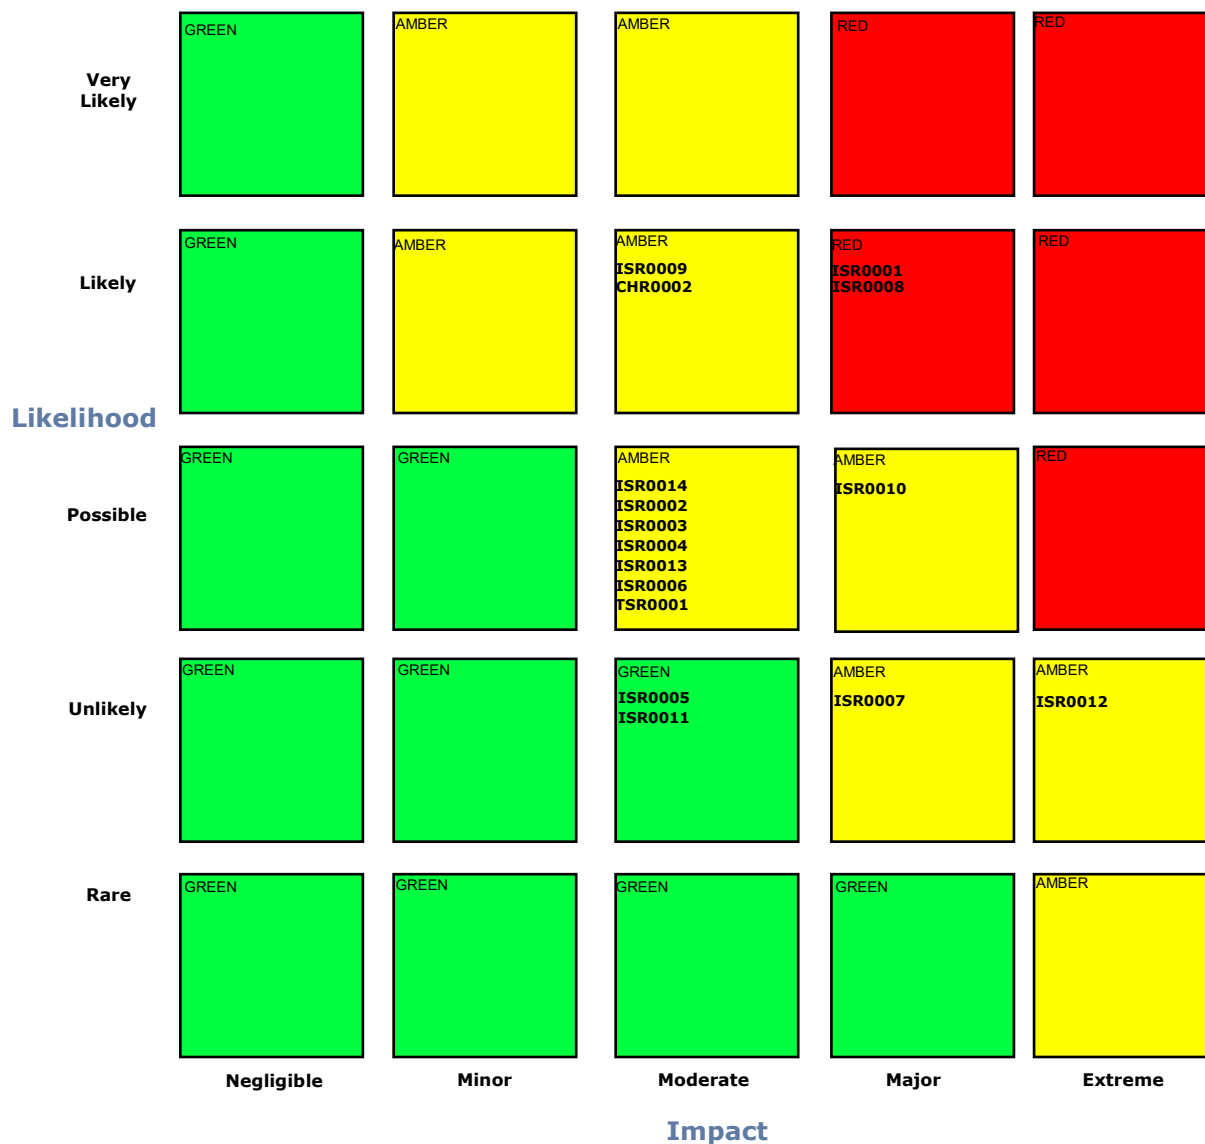 GREEN
AMBER
AMBER
RED
RED
Very
Likely
GREEN
AMBER
AMBER
ISR0009
CHR0002
RED
ISR0001
ISR0008
RED
Likely
Likelihood
GREEN
GREEN
AMBER
ISR0014
ISR0002
ISR0003
ISR0004
ISR0013
ISR0006
TSR0001
AMBER
ISR0010
RED
Possible
GREEN
GREEN
GREEN
ISR0005
ISR0011
AMBER
ISR0007
AMBER
ISR0012
Unlikely
GREEN
GREEN
GREEN
GREEN
AMBER
Rare
Negligible
Minor
Moderate
Major
Extreme
Impact